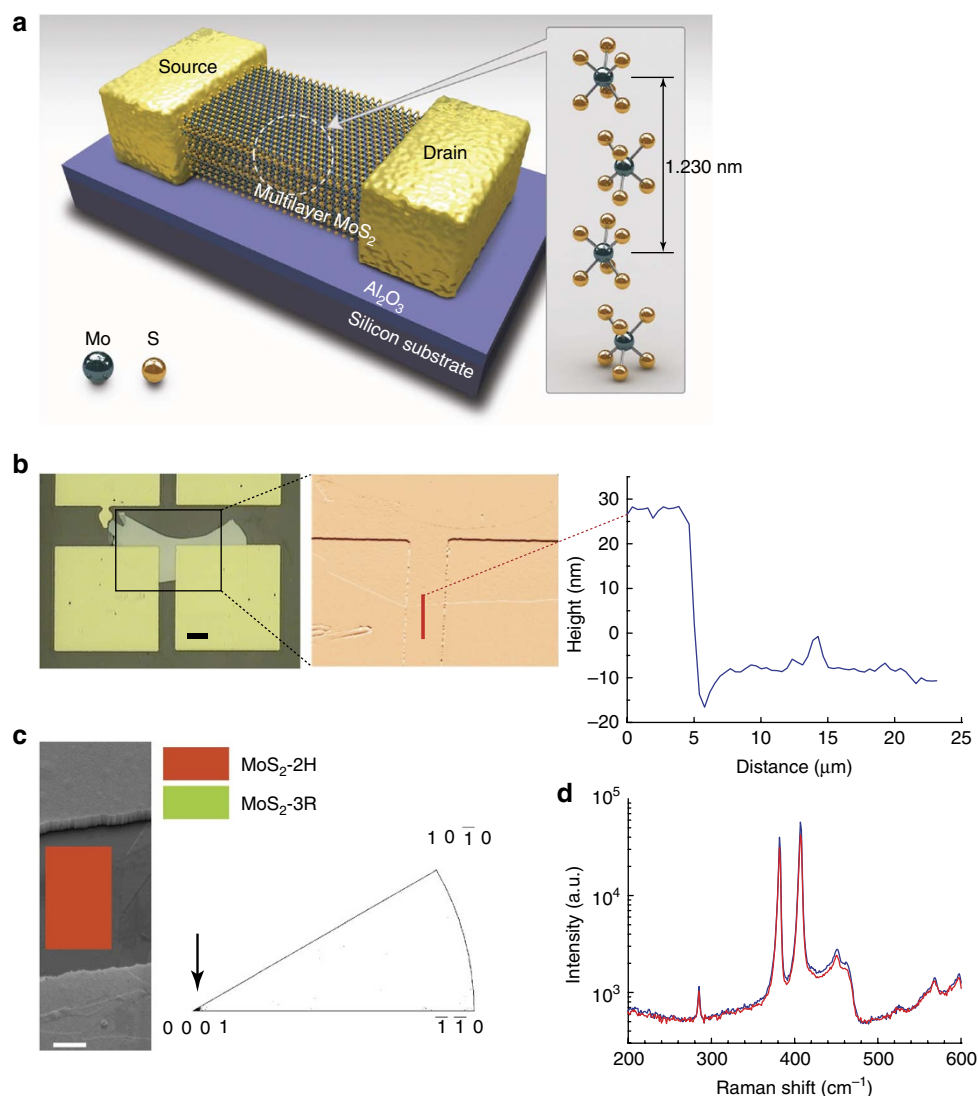 a
Source
Drain
Multilayer MoS2
Al2O3
Silicon substrate
Mo
S
1.230 nm
b
30
20
10
0
–10
–20
Height (nm)
0
5
10
15
20
25
Distance (μm)
c
MoS2-2H
MoS2-3R
1 0 1̅ 0
0 0 0 1
1̅ 1̅ 0
d
10^5
10^4
10^3
Intensity (a.u.)
200
300
400
500
600
Raman shift (cm–1)